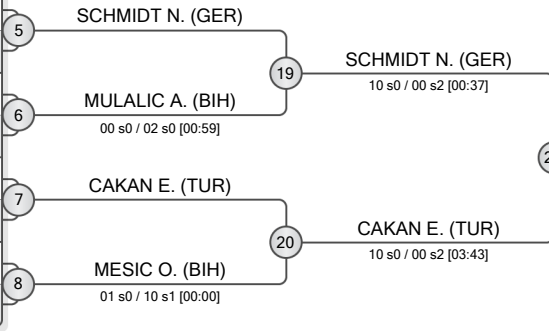 5
SCHMIDT N. (GER)
19
SCHMIDT N. (GER)
10 s0 / 00 s2 [00:37]
6
MULALIC A. (BIH)
00 s0 / 02 s0 [00:59]
7
CAKAN E. (TUR)
20
CAKAN E. (TUR)
10 s0 / 00 s2 [03:43]
8
MESIC O. (BIH)
01 s0 / 10 s1 [00:00]